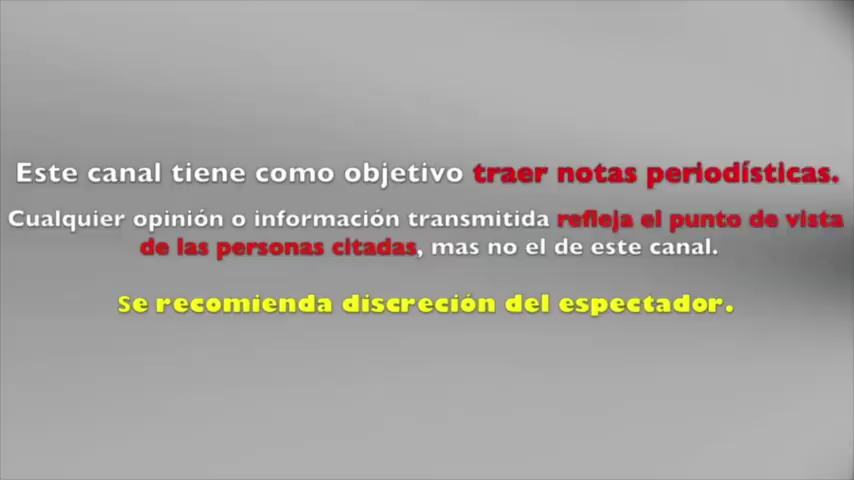 Este canal tiene como objetivo traer notas periodísticas.
Cualquier opinión o información transmitida refleja el punto de vista
de las personas citadas, mas no el de este canal.
Se recomienda discreción del espectador.